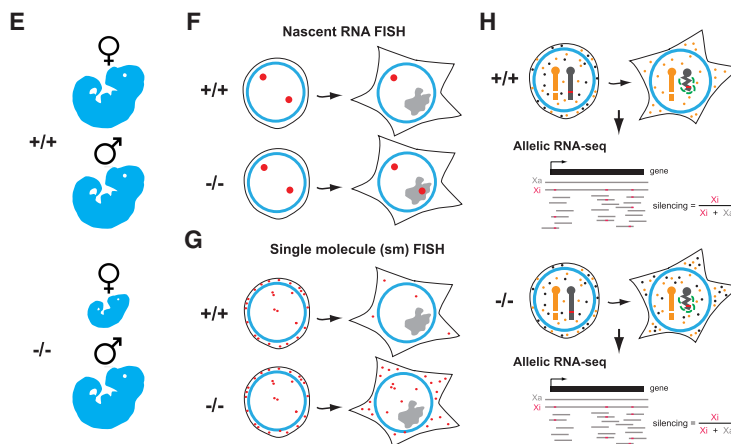 E
♀
+/+
♂
♀
-/-
♂
F
Nascent RNA FISH
+/+
-/-
G
Single molecule (sm) FISH
+/+
-/-
H
+/+
Allelic RNA-seq
gene
Xa
Xi
silencing = Xi
Xi + Xa
-/-
Allelic RNA-seq
gene
Xa
Xi
silencing = Xi
Xi + Xa